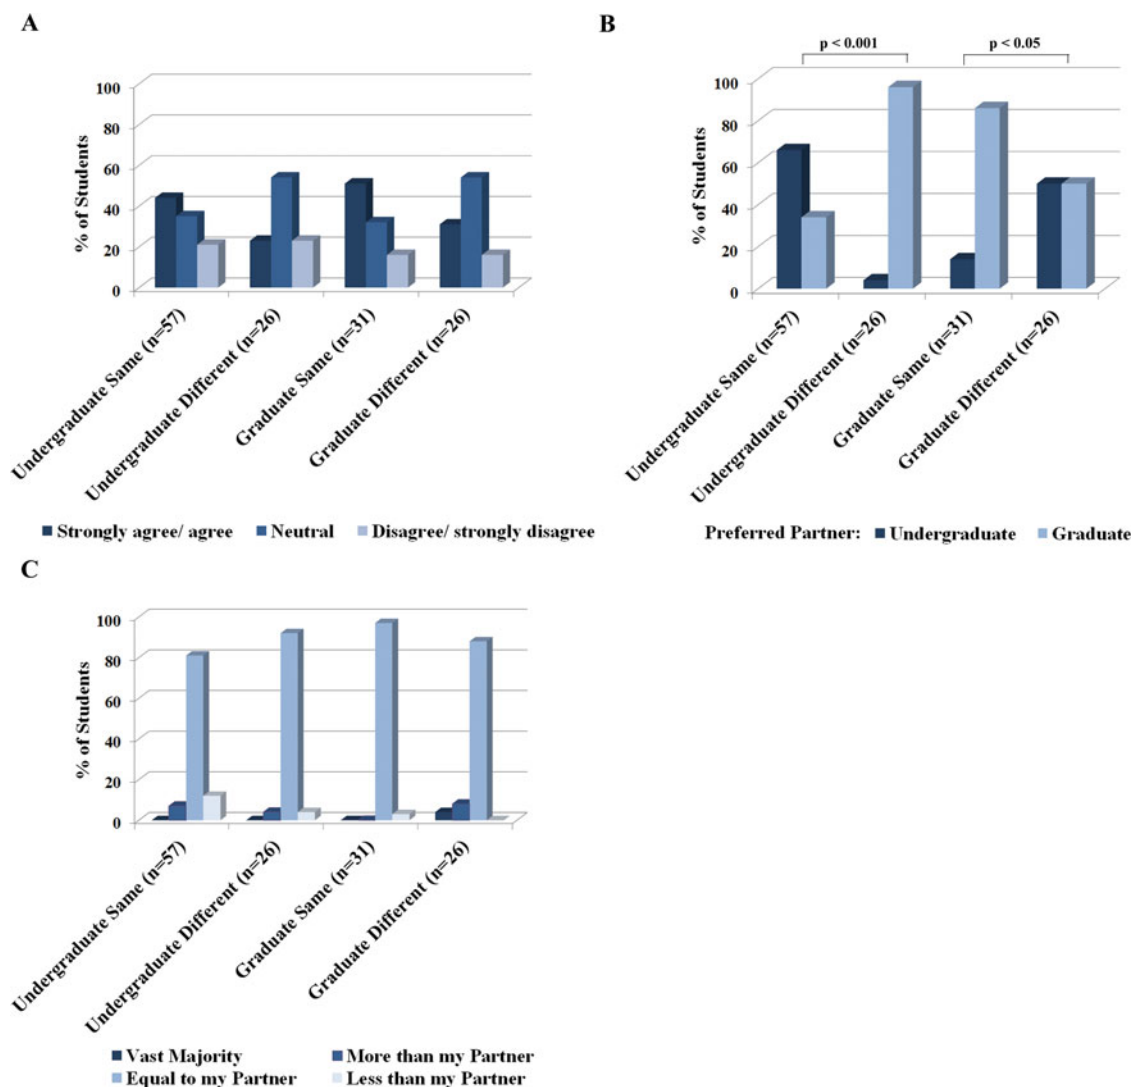 A
% of Students
100
80
60
40
20
0
Undergraduate Same (n=57)
Undergraduate Different (n=26)
Graduate Same (n=31)
Graduate Different (n=26)
Strongly agree/ agree Neutral Disagree/ strongly disagree
B
p < 0.001 p < 0.05
% of Students
100
80
60
40
20
0
Undergraduate Same (n=57)
Undergraduate Different (n=26)
Graduate Same (n=31)
Graduate Different (n=26)
Preferred Partner: Undergraduate Graduate
C
% of Students
100
80
60
40
20
0
Undergraduate Same (n=57)
Undergraduate Different (n=26)
Graduate Same (n=31)
Graduate Different (n=26)
Vast Majority More than my Partner
Equal to my Partner Less than my Partner